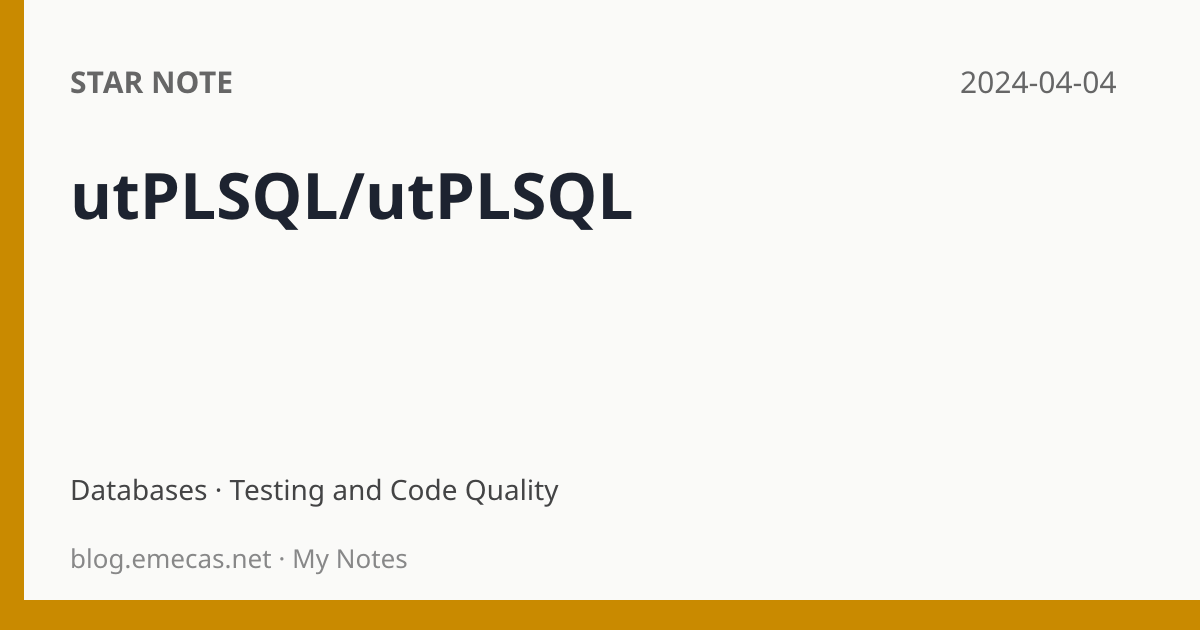 STAR NOTE
2024-04-04
utPLSQL/utPLSQL
Databases · Testing and Code Quality
blog.emecas.net · My Notes